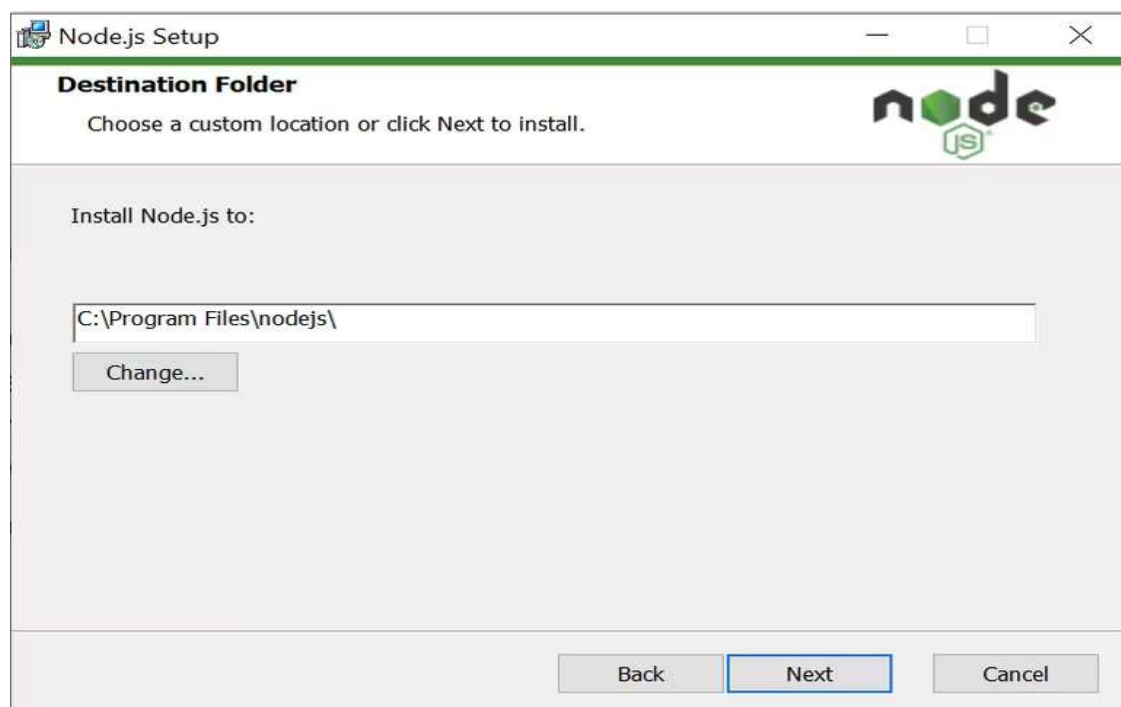 Node.js Setup
Destination Folder
Choose a custom location or click Next to install.
node
JS
Install Node.js to:
C:\Program Files\nodejs\
Change...
Back Next Cancel